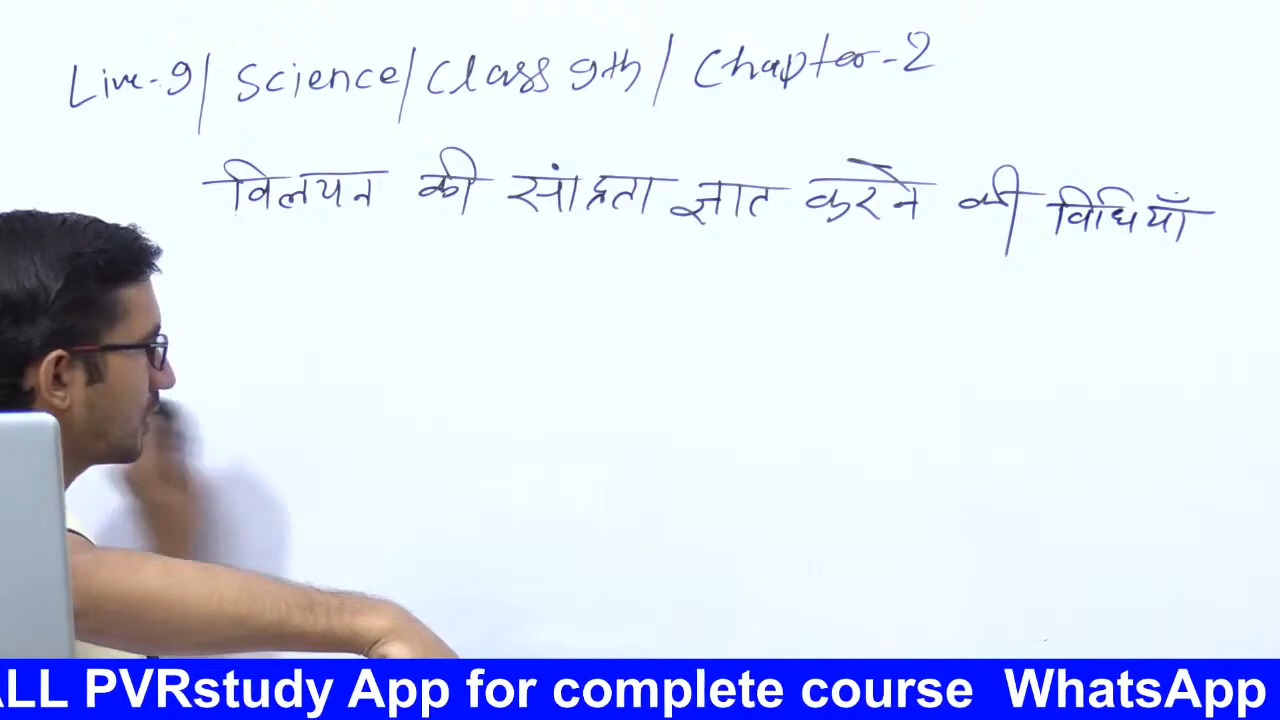 Live-9/ Science/ Class 9th/ Chapter-2
विलयन की सांद्रता ज्ञात करने की विधियाँ
ALL PVRstudy App for complete course WhatsApp